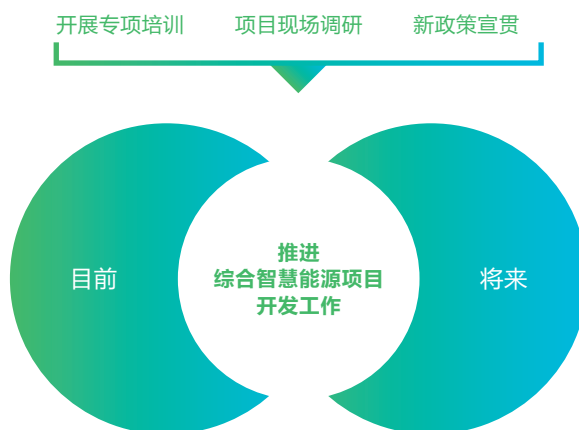 开展专项培训 项目现场调研 新政策宣贯
目前
推进
综合智慧能源项目
开发工作
将来